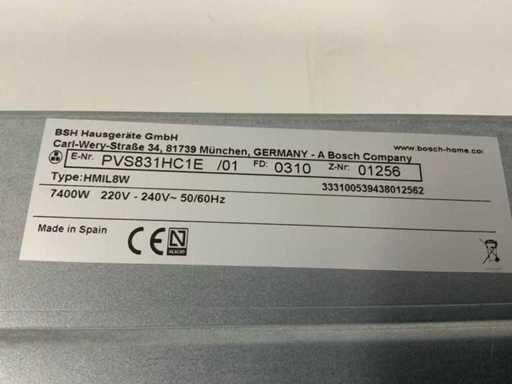 BSH Hausgeräte GmbH
Carl-Wery-Straße 34, 81739 München, GERMANY - A Bosch Company
www.bosch-home.co
E-Nr. PVS831HC1E /01 FD: 0310 Z-Nr: 01256
Type:HMIL8W 333100539438012562
7400W 220V - 240V~ 50/60Hz
Made in Spain CE N